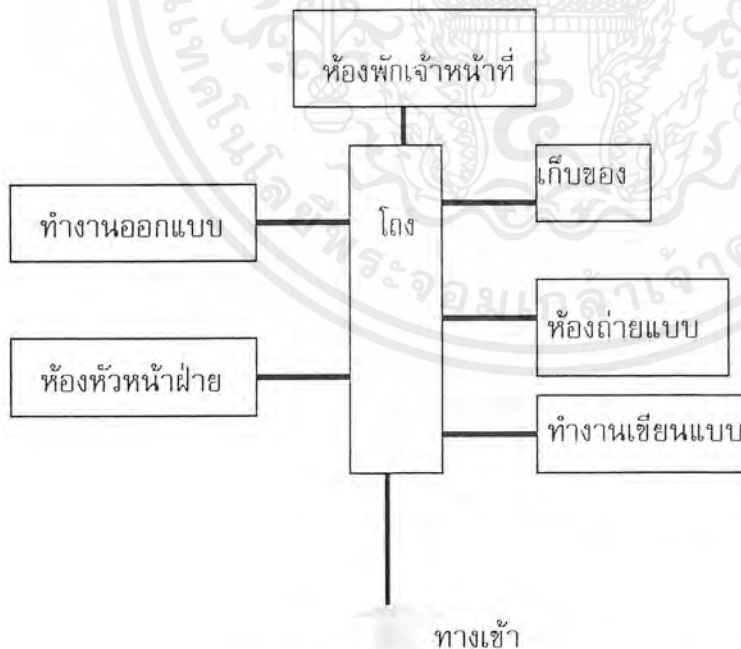 ห้องพักเจ้าหน้าที่
เก็บของ
ทำงานออกแบบ
โถง
ห้องถ่ายแบบ
ห้องหัวหน้าฝ่าย
ทำงานเขียนแบบ
ทางเข้า